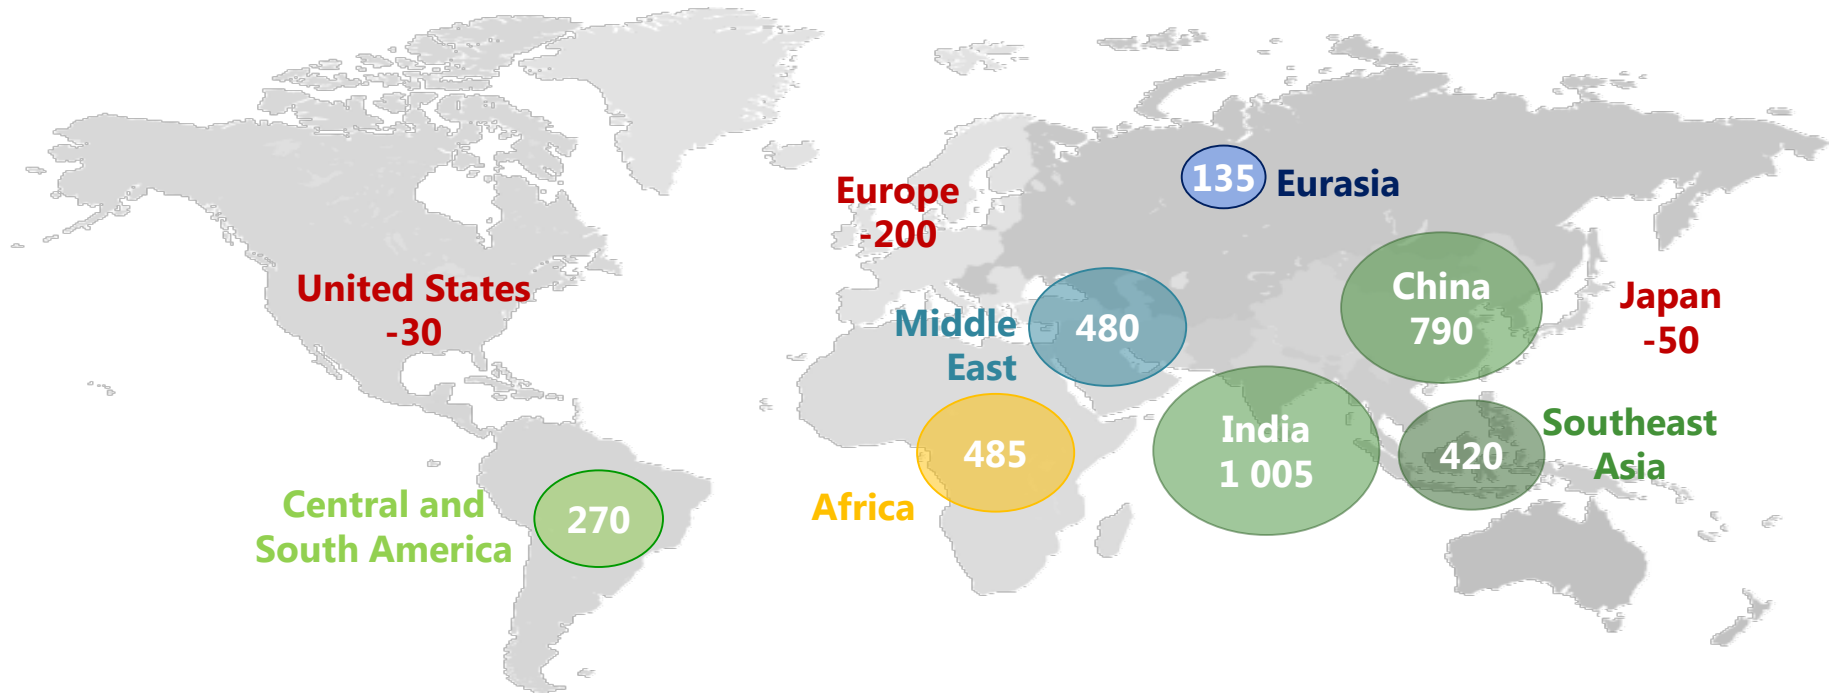 135 Eurasia
Europe
-200
United States
-30
China
790
Japan
-50
Middle
East
480
India
1 005
Southeast
Asia
420
485
Africa
Central and
South America
270